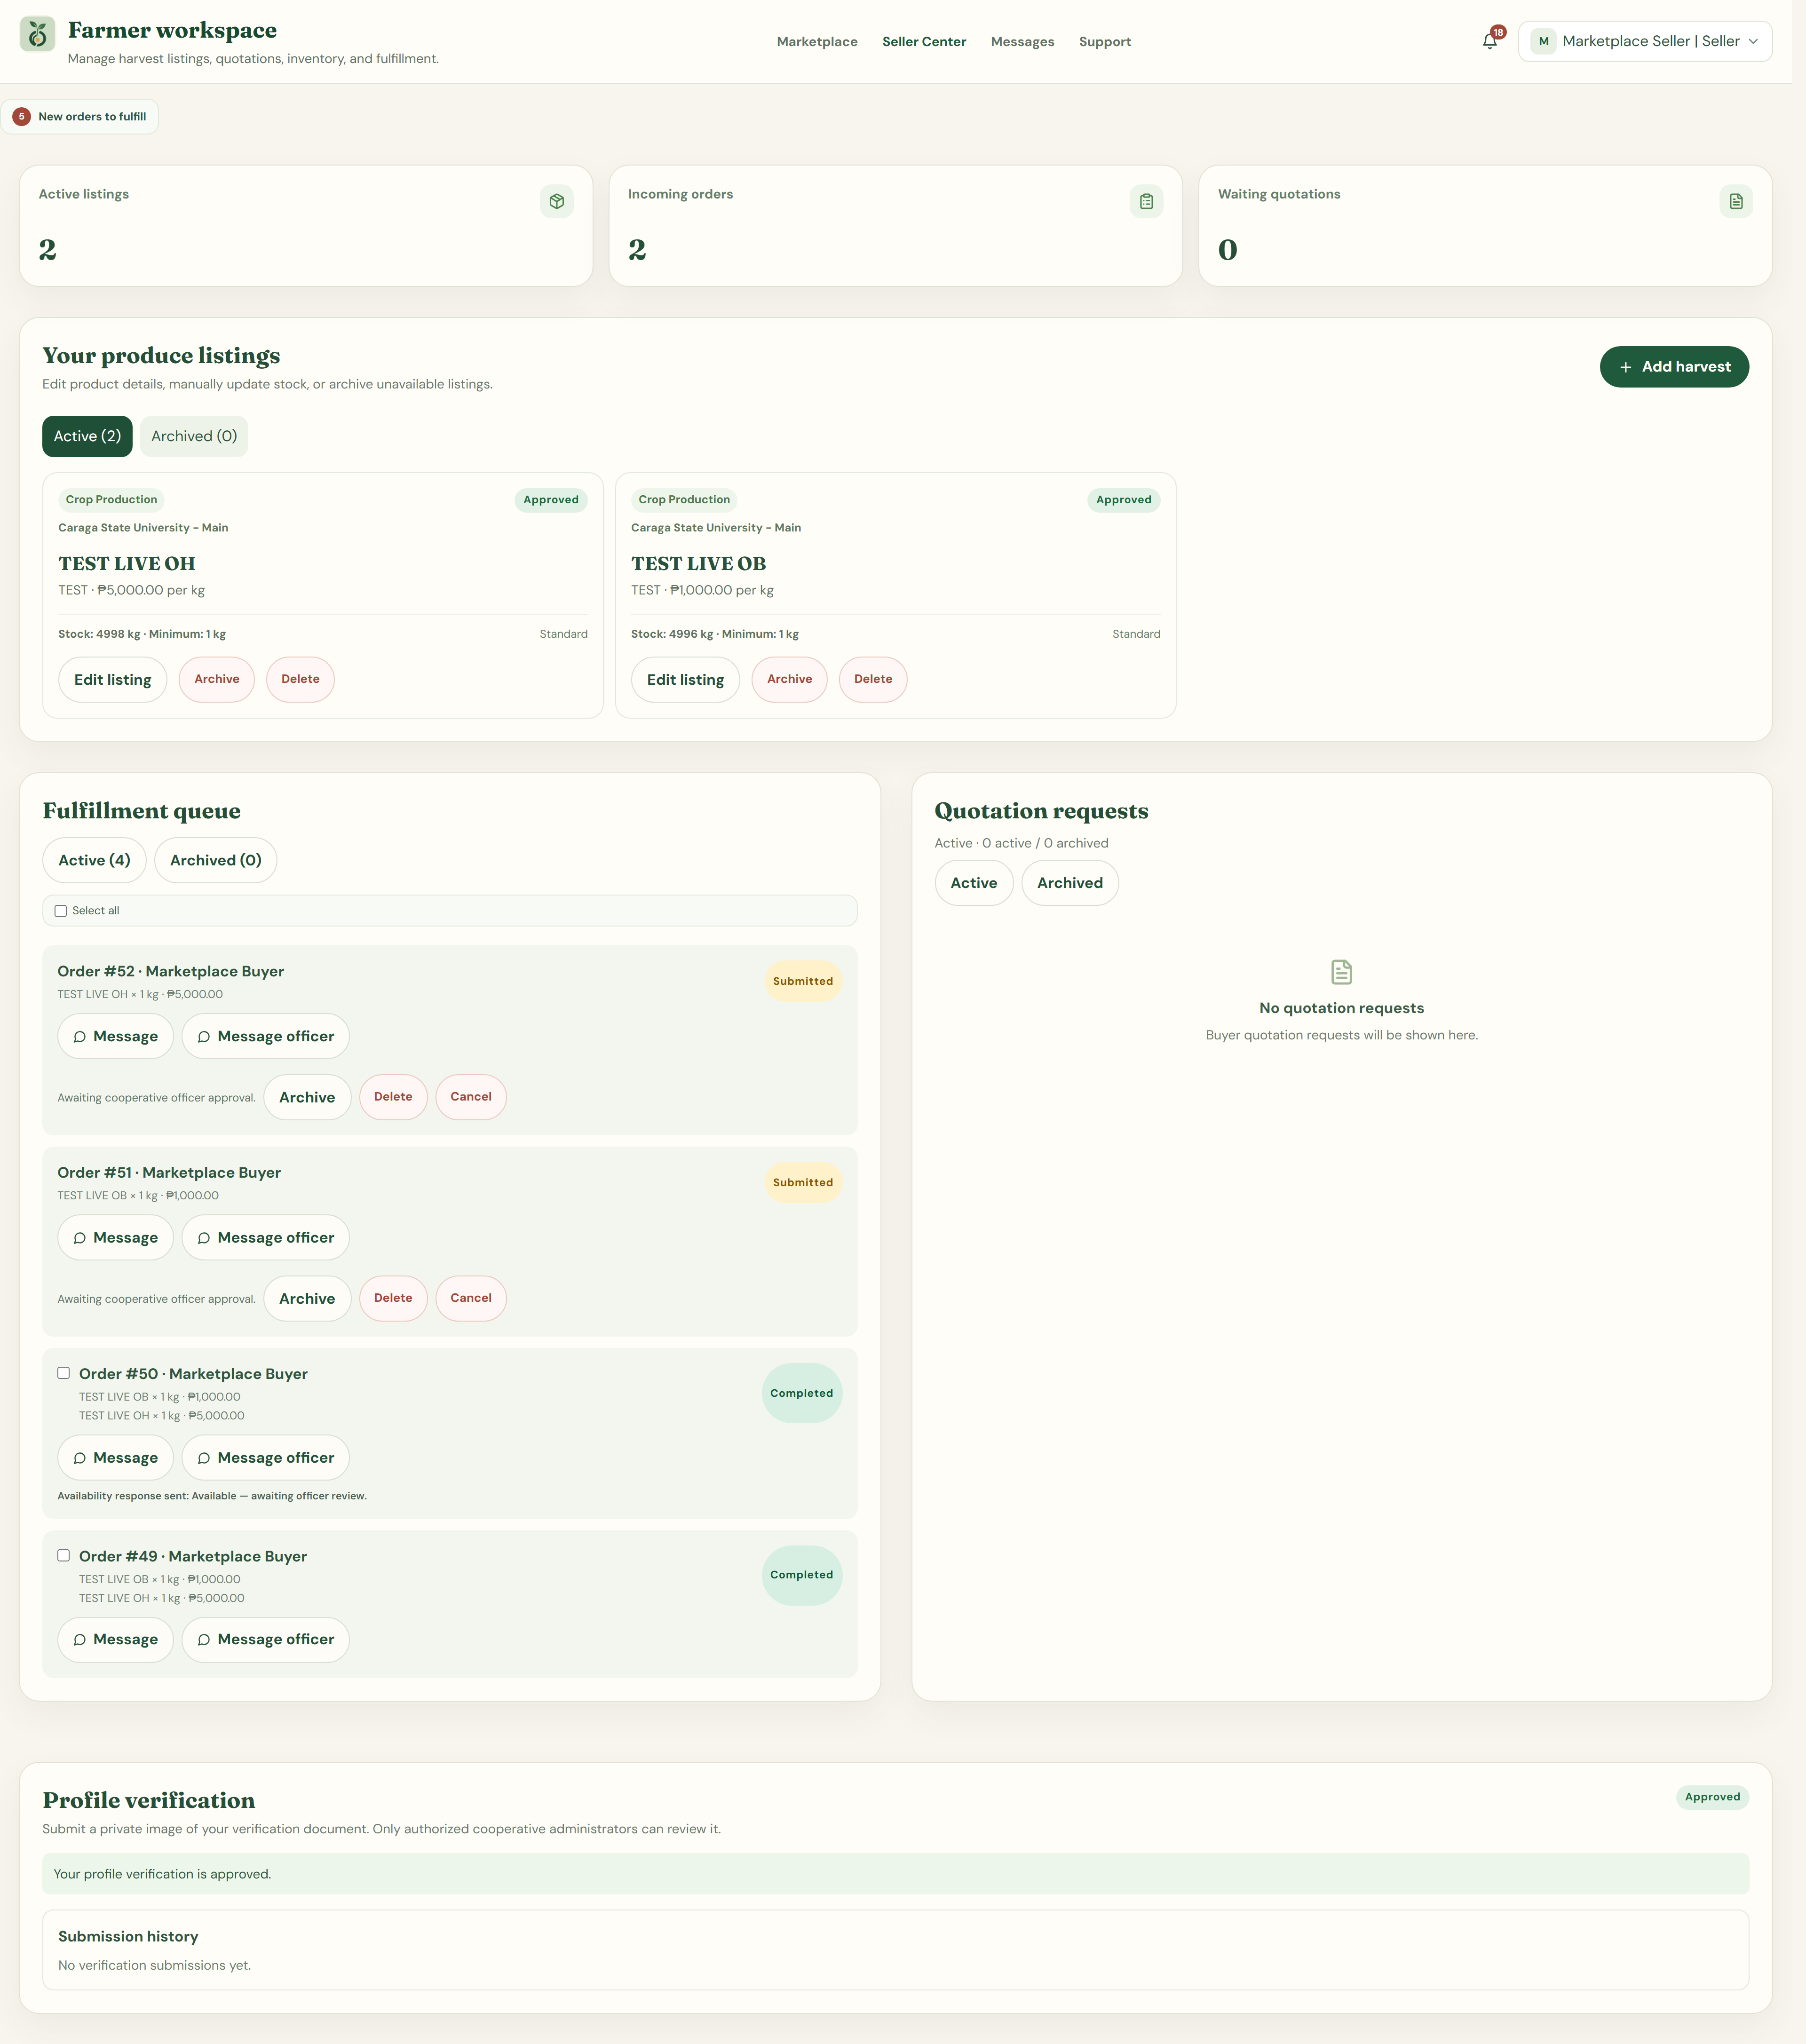 Farmer workspace
Manage harvest listings, quotations, inventory, and fulfillment.
Marketplace
Seller Center
Messages
Support
18
M
Marketplace Seller | Seller
5 New orders to fulfill
Active listings
2
Incoming orders
2
Waiting quotations
0
Your produce listings
Edit product details, manually update stock, or archive unavailable listings.
+ Add harvest
Active (2)
Archived (0)
Crop Production
Approved
Caraga State University - Main
TEST LIVE OH
TEST · ₱5,000.00 per kg
Stock: 4998 kg · Minimum: 1 kg
Standard
Edit listing
Archive
Delete
Crop Production
Approved
Caraga State University - Main
TEST LIVE OB
TEST · ₱1,000.00 per kg
Stock: 4996 kg · Minimum: 1 kg
Standard
Edit listing
Archive
Delete
Fulfillment queue
Active (4)
Archived (0)
Select all
Order #52 · Marketplace Buyer
Submitted
TEST LIVE OH × 1 kg · ₱5,000.00
Message
Message officer
Awaiting cooperative officer approval.
Archive
Delete
Cancel
Order #51 · Marketplace Buyer
Submitted
TEST LIVE OB × 1 kg · ₱1,000.00
Message
Message officer
Awaiting cooperative officer approval.
Archive
Delete
Cancel
Order #50 · Marketplace Buyer
Completed
TEST LIVE OB × 1 kg · ₱1,000.00
TEST LIVE OH × 1 kg · ₱5,000.00
Message
Message officer
Availability response sent: Available — awaiting officer review.
Order #49 · Marketplace Buyer
Completed
TEST LIVE OB × 1 kg · ₱1,000.00
TEST LIVE OH × 1 kg · ₱5,000.00
Message
Message officer
Quotation requests
Active · 0 active / 0 archived
Active
Archived
No quotation requests
Buyer quotation requests will be shown here.
Profile verification
Approved
Submit a private image of your verification document. Only authorized cooperative administrators can review it.
Your profile verification is approved.
Submission history
No verification submissions yet.